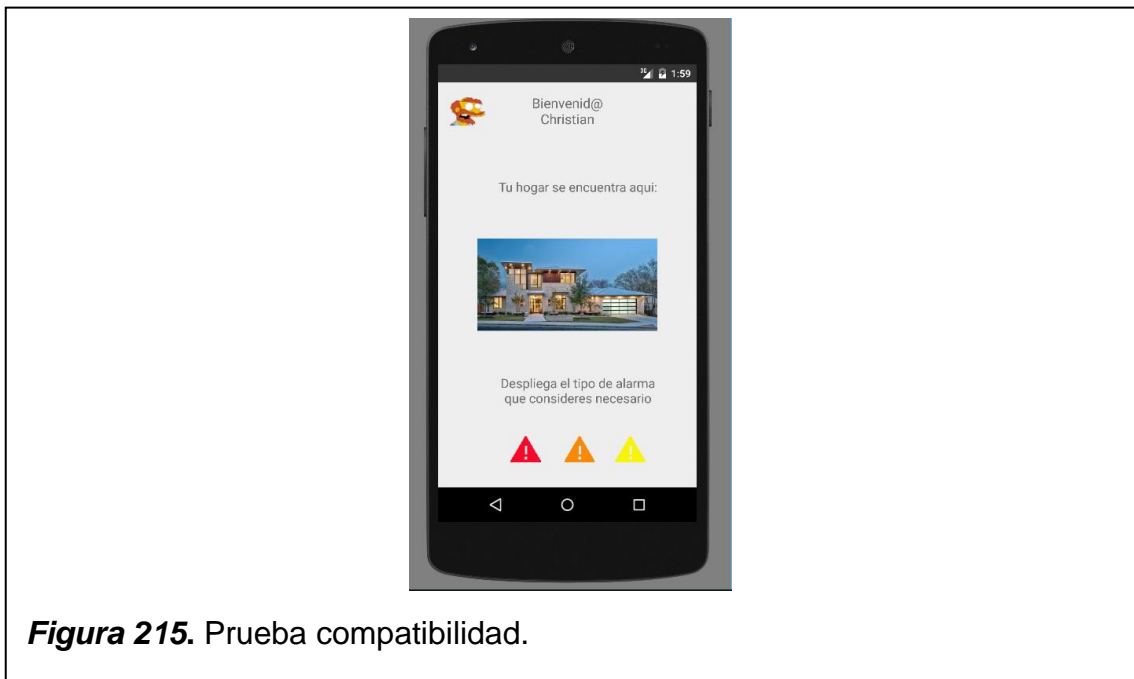 3G 1:59
Bienvenid@
Christian
Tu hogar se encuentra aqui:
Despliega el tipo de alarma
que consideres necesario
Figura 215. Prueba compatibilidad.